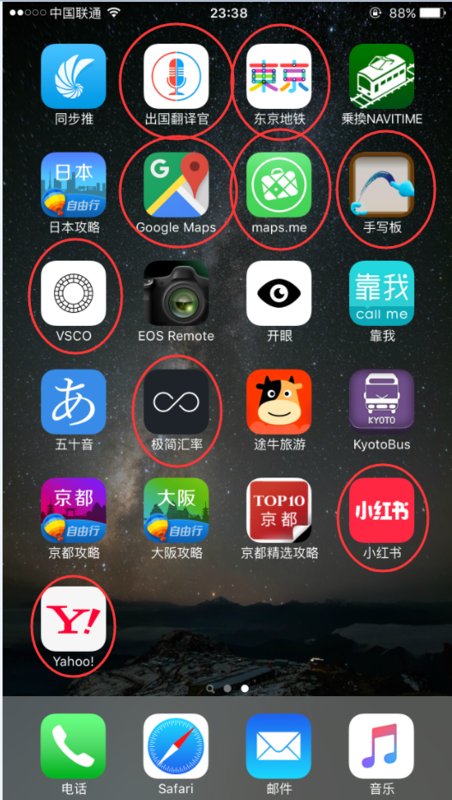 中国联通 23:38 88%
東京
出国翻译官 东京地铁 同步推 乗換NAVITIME
日本 G
自由行
日本攻略 Google Maps maps.me 手写板
靠我
call me
VSCO EOS Remote 开眼 靠我
あ
KYOTO
五十音 极简汇率 途牛旅游 KyotoBus
京都 大阪 TOP10
京都 小红书
自由行 自由行
京都攻略 大阪攻略 京都精选攻略 小红书
Y!
Yahoo!
电话 Safari 邮件 音乐